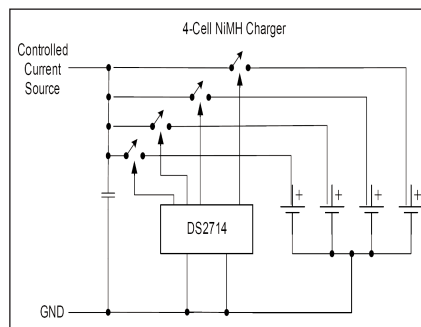 4-Cell NiMH Charger
Controlled
Current
Source
+
+
+
+
DS2714
GND